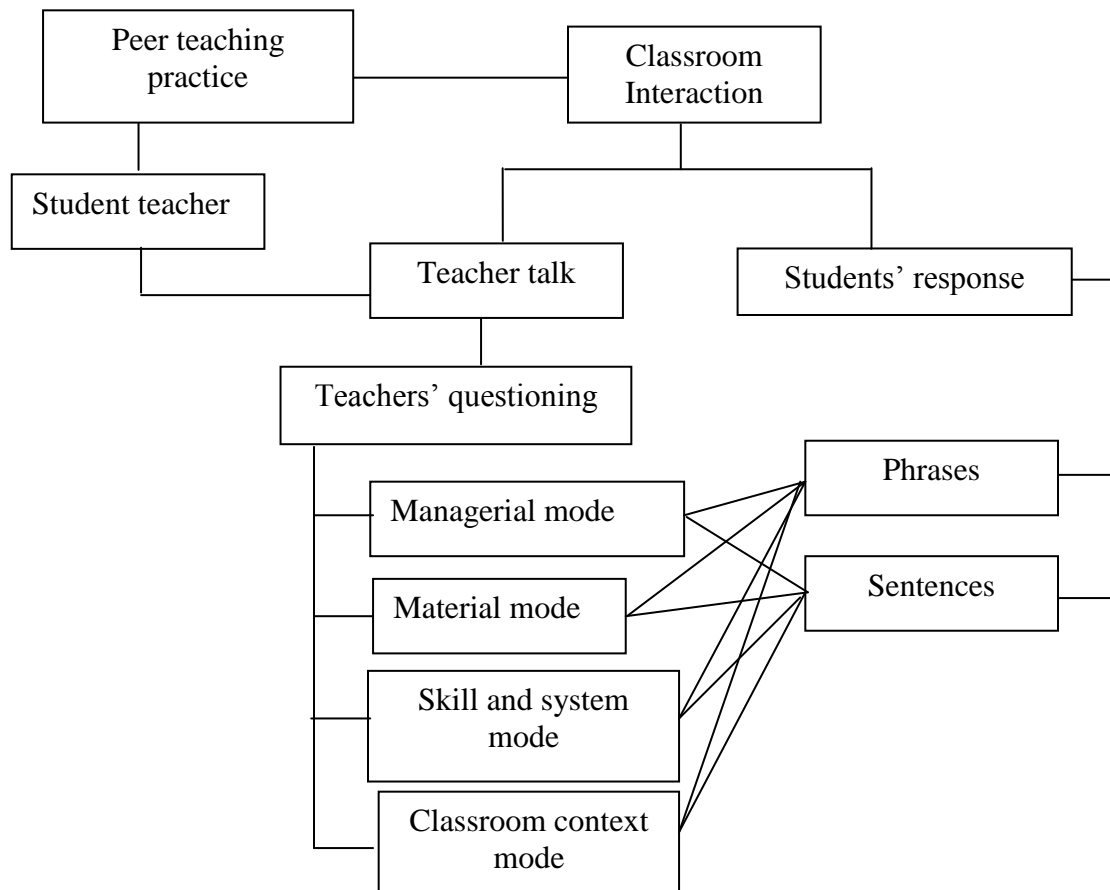 Peer teaching
practice
Classroom
Interaction
Student teacher
Teacher talk
Students’ response
Teachers’ questioning
Managerial mode
Phrases
Material mode
Sentences
Skill and system
mode
Classroom context
mode